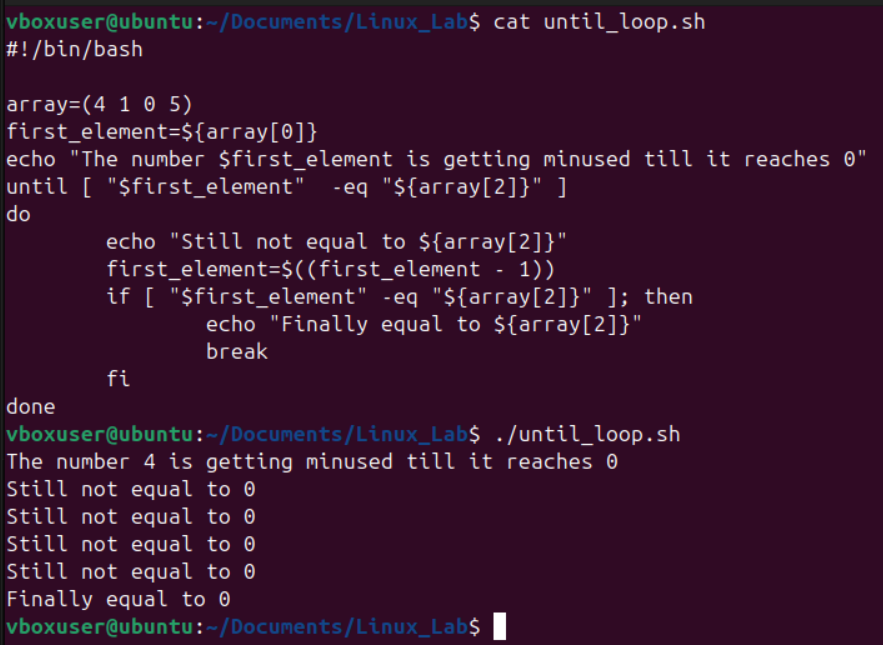 vboxuser@ubuntu:~/Documents/Linux_Lab$ cat until_loop.sh
#!/bin/bash

array=(4 1 0 5)
first_element=${array[0]}
echo "The number $first_element is getting minused till it reaches 0"
until [ "$first_element"  -eq "${array[2]}" ]
do
        echo "Still not equal to ${array[2]}"
        first_element=$((first_element - 1))
        if [ "$first_element" -eq "${array[2]}" ]; then
                echo "Finally equal to ${array[2]}"
                break
        fi
done
vboxuser@ubuntu:~/Documents/Linux_Lab$ ./until_loop.sh
The number 4 is getting minused till it reaches 0
Still not equal to 0
Still not equal to 0
Still not equal to 0
Still not equal to 0
Finally equal to 0
vboxuser@ubuntu:~/Documents/Linux_Lab$